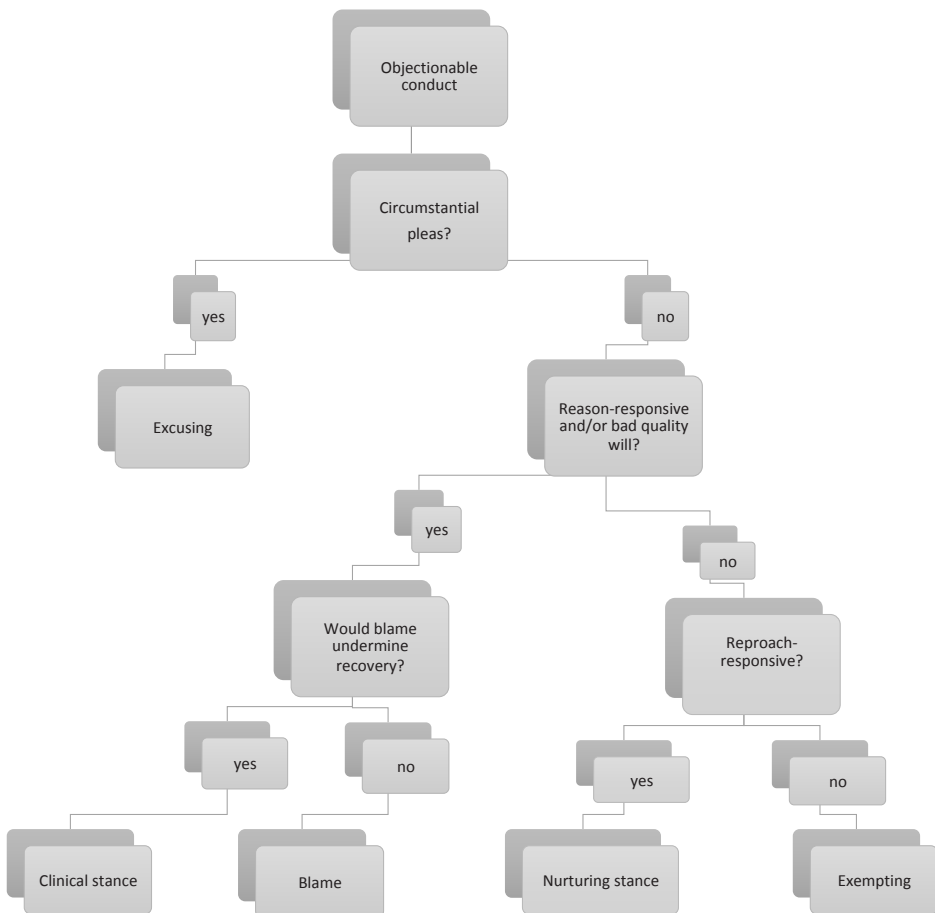 Objectionable
conduct
Circumstantial
pleas?
yes
no
Excusing
Reason-responsive
and/or bad quality
will?
yes
no
Would blame
undermine
recovery?
Reproach-
responsive?
yes
no
yes
no
Clinical stance
Blame
Nurturing stance
Exempting